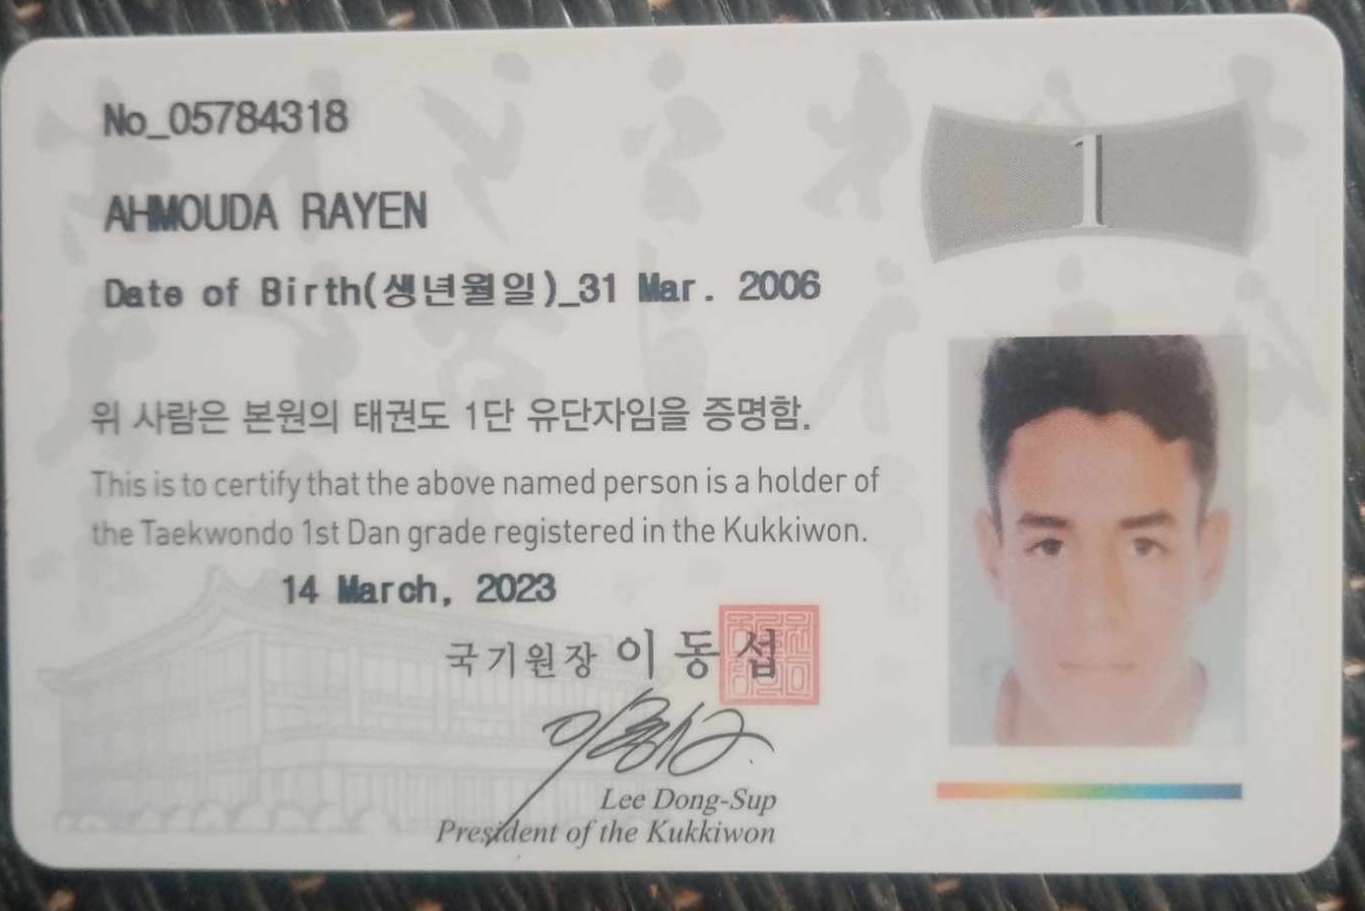 No_05784318
1
AHMOUDA RAYEN
Date of Birth(생년월일)_31 Mar. 2006
위 사람은 본원의 태권도 1단 유단자임을 증명함.
This is to certify that the above named person is a holder of
the Taekwondo 1st Dan grade registered in the Kukkiwon.
14 March, 2023
국기원장 이동섭
Lee Dong-Sup
President of the Kukkiwon